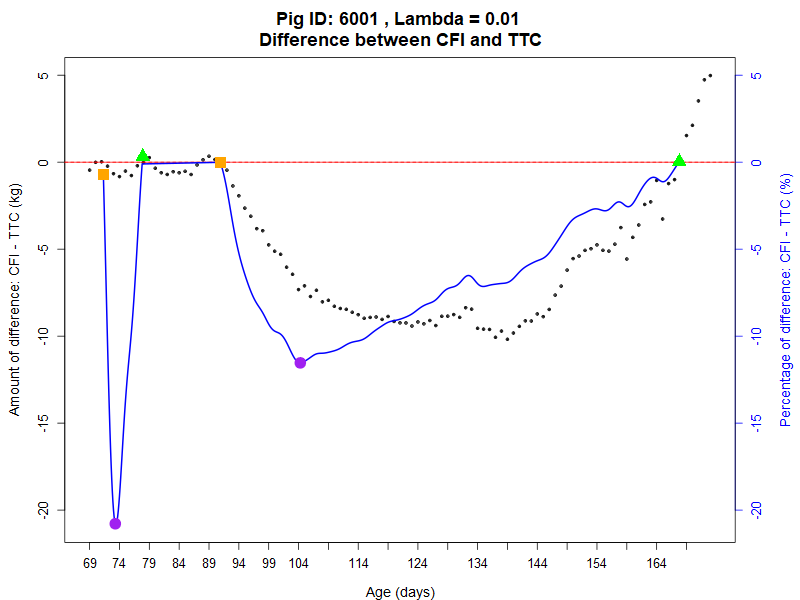 Pig ID: 6001 , Lambda = 0.01
Difference between CFI and TTC
5
0
-5
-10
-15
-20
Amount of difference: CFI - TTC (kg)
5
0
-5
-10
-15
-20
Percentage of difference: CFI - TTC (%)
69 74 79 84 89 94 99 104 114 124 134 144 154 164
Age (days)